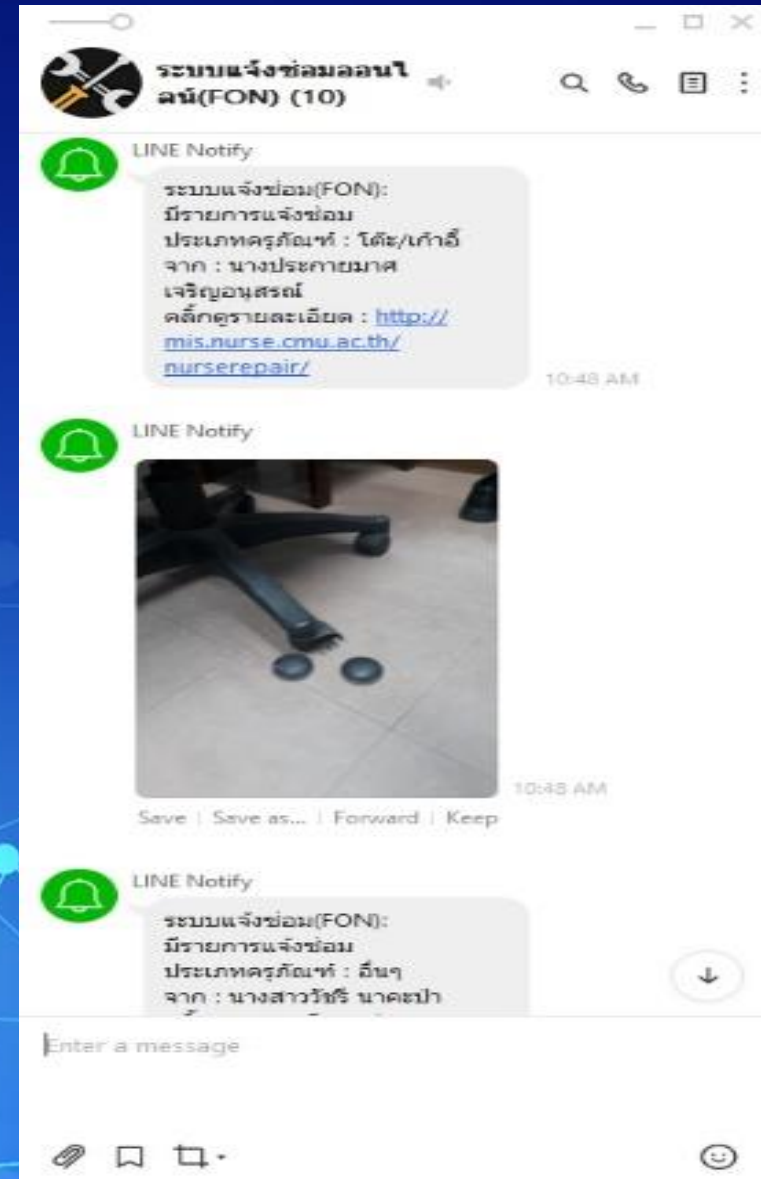 ระบบแจ้งซ่อมออนไ
ลน์(FON) (10)
LINE Notify
ระบบแจ้งซ่อม(FON):
มีรายการแจ้งซ่อม
ประเภทครุภัณฑ์ : โต๊ะ/เก้าอี้
จาก : นางประกายมาศ
เจริญอนุสรณ์
คลิ๊กดูรายละเอียด : http://
mis.nurse.cmu.ac.th/
nurserepair/
10:48 AM
LINE Notify
10:48 AM
Save | Save as... | Forward | Keep
LINE Notify
ระบบแจ้งซ่อม(FON):
มีรายการแจ้งซ่อม
ประเภทครุภัณฑ์ : อื่นๆ
จาก : นางสาววัชรี นาคะป่า
Enter a message